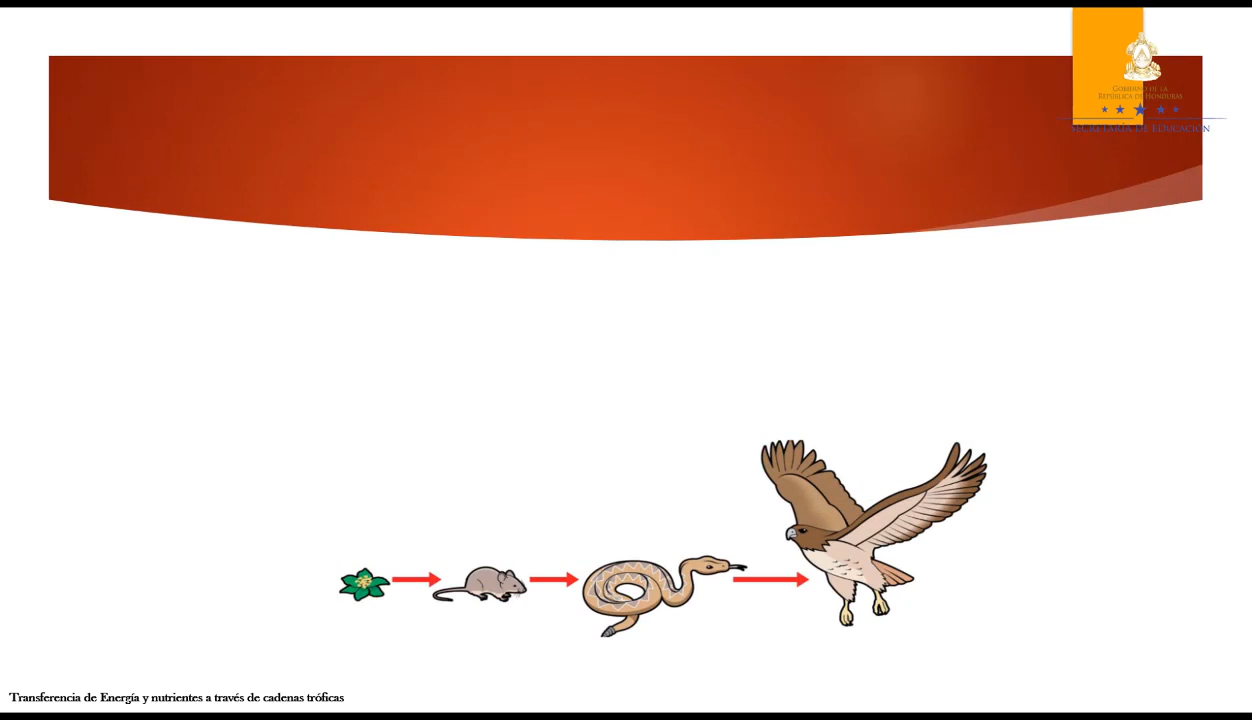 GOBIERNO DE LA
REPÚBLICA DE HONDURAS
SECRETARÍA DE EDUCACIÓN
Transferencia de Energía y nutrientes a través de cadenas tróficas